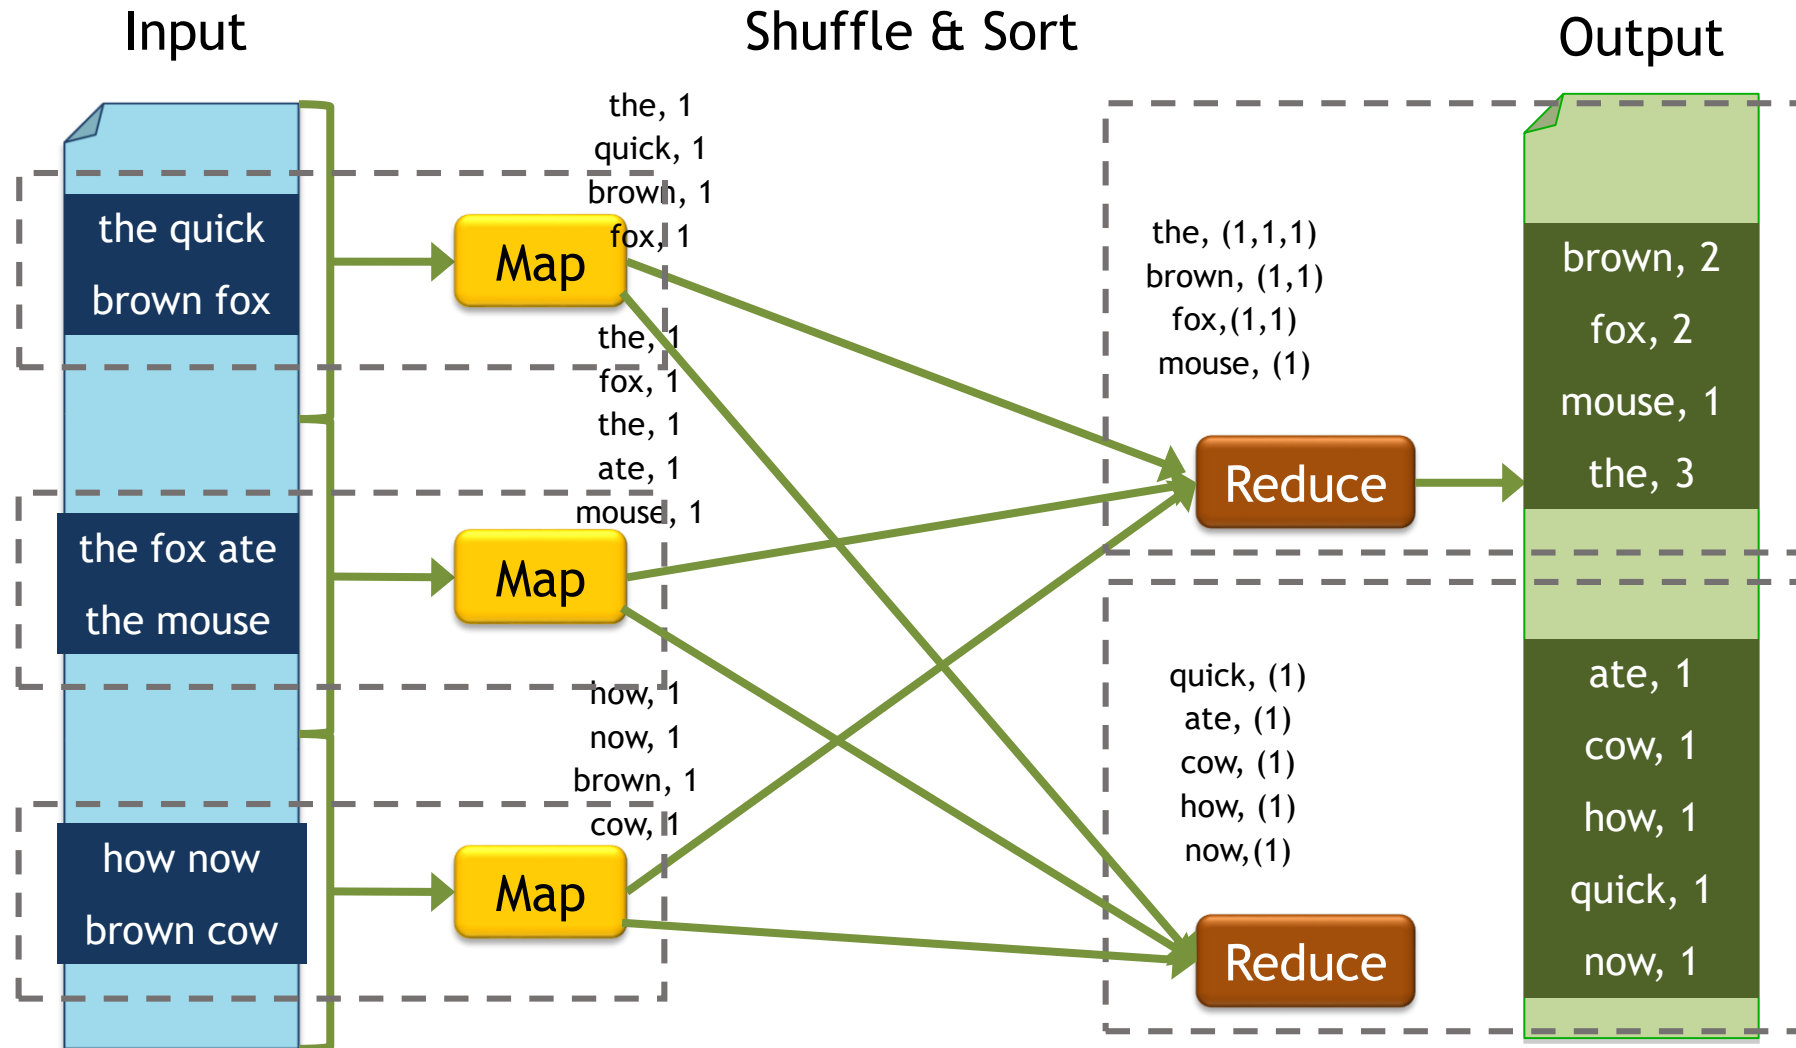 Input
Shuffle & Sort
Output
the quick
brown fox
the fox ate
the mouse
how now
brown cow
Map
Map
Map
the, 1
quick, 1
brown, 1
fox, 1
the, 1
fox, 1
the, 1
ate, 1
mouse, 1
how, 1
now, 1
brown, 1
cow, 1
the, (1,1,1)
brown, (1,1)
fox,(1,1)
mouse, (1)
Reduce
quick, (1)
ate, (1)
cow, (1)
how, (1)
now,(1)
Reduce
brown, 2
fox, 2
mouse, 1
the, 3
ate, 1
cow, 1
how, 1
quick, 1
now, 1